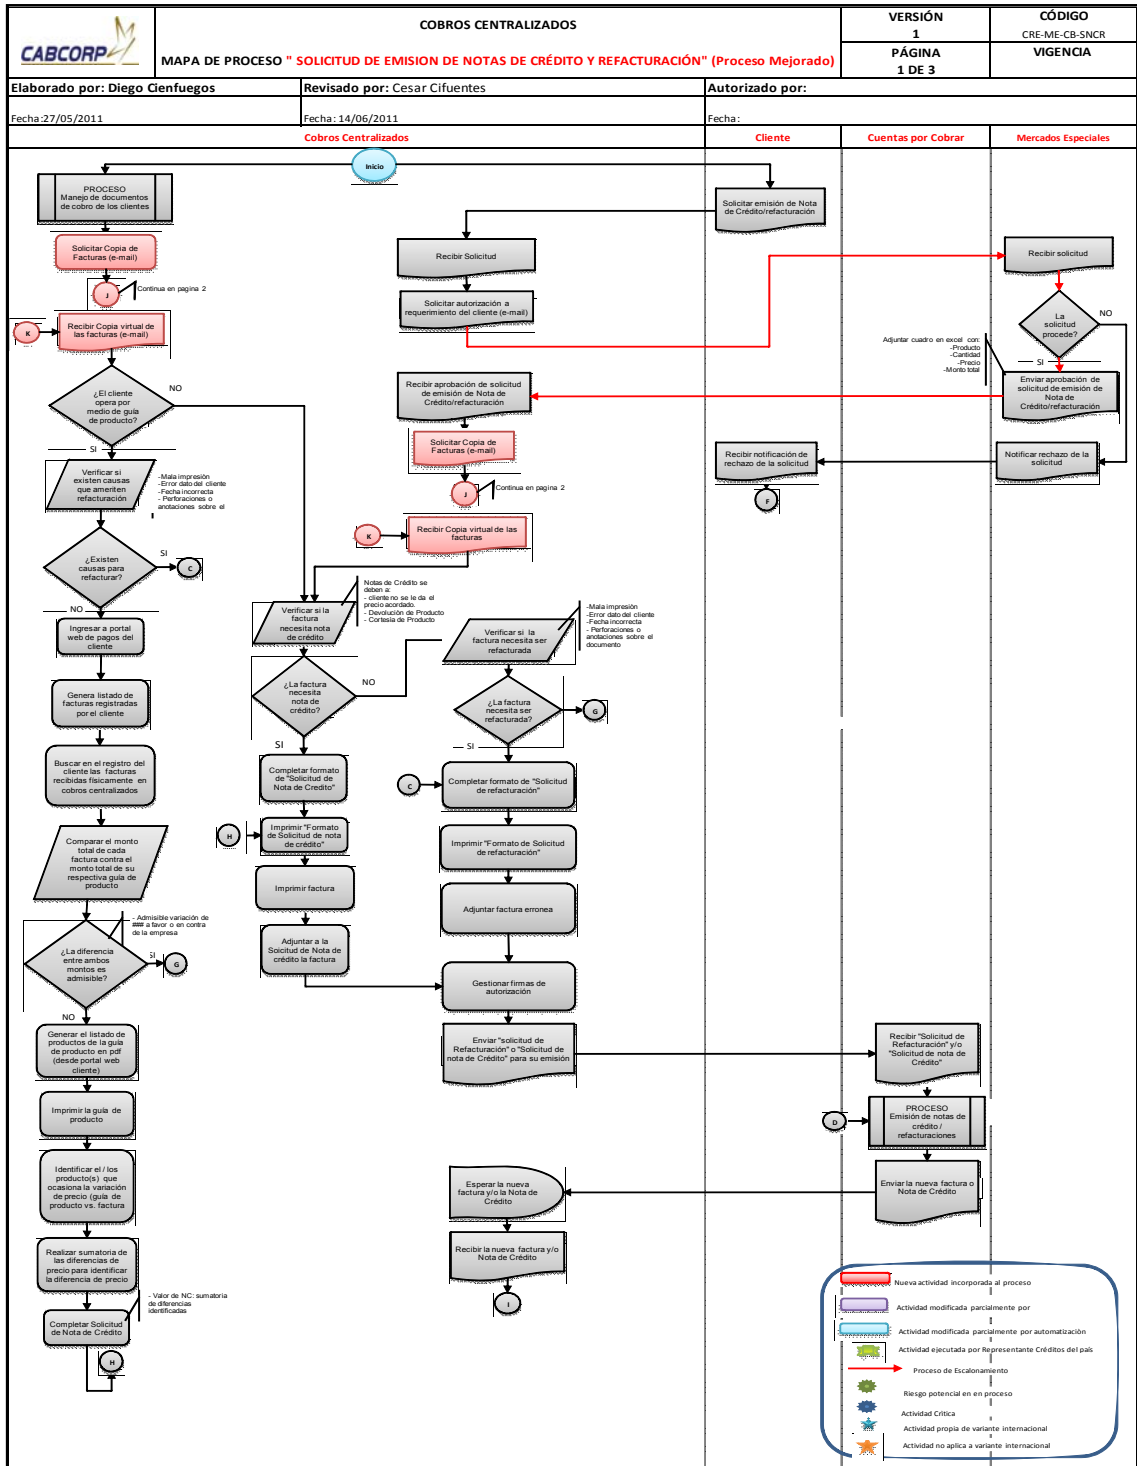 CABCORP
COBROS CENTRALIZADOS
MAPA DE PROCESO " SOLICITUD DE EMISION DE NOTAS DE CRÉDITO Y REFACTURACIÓN" (Proceso Mejorado)
VERSIÓN
1
PÁGINA
1 DE 3
CÓDIGO
CRE-ME-CB-SNCR
VIGENCIA
Elaborado por: Diego Cienfuegos
Revisado por: Cesar Cifuentes
Autorizado por:
Fecha:27/05/2011
Fecha: 14/06/2011
Fecha:
Cobros Centralizados
Cliente
Cuentas por Cobrar
Mercados Especiales
Inicio
PROCESO
Manejo de documentos
de cobro de los clientes
Solicitar Copia de
Facturas (e-mail)
J
Continua en pagina 2
K
Recibir Copia virtual de
las facturas (e-mail)
¿El cliente
opera por
medio de guía
de producto?
NO
SI
Verificar si
existen causas
que ameriten
refacturación
-Mala impresión
-Error dato del cliente
-Fecha incorrecta
- Perforaciones o
anotaciones sobre el
¿Existen
causas para
refacturar?
SI
C
NO
Ingresar a portal
web de pagos del
cliente
Genera listado de
facturas registradas
por el cliente
Buscar en el registro del
cliente las facturas
recibidas físicamente en
cobros centralizados
Comparar el monto
total de cada
factura contra el
monto total de su
respectiva guía de
producto
- Admisible variación de
### a favor o en contra
de la empresa
¿La diferencia
entre ambos
montos es
admisible?
SI
G
NO
Generar el listado de
productos de la guía
de producto en pdf
(desde portal web
cliente)
Imprimir la guía de
producto
Identificar el / los
producto(s) que
ocasiona la variación
de precio (guía de
producto vs. factura
Realizar sumatoria de
las diferencias de
precio para identificar
la diferencia de precio
- Valor de NC: sumatoria
de diferencias
identificadas
Completar Solicitud
de Nota de Crédito
H
Solicitar emisión de Nota
de Crédito/refacturación
Recibir Solicitud
Solicitar autorización a
requerimiento del cliente (e-mail)
Recibir solicitud
La
solicitud
procede?
NO
SI
Adjuntar cuadro en excel con:
-Producto
-Cantidad
-Precio
-Monto total
Enviar aprobación de
solicitud de emisión de
Nota de
Crédito/refacturación
Recibir aprobación de solicitud
de emisión de Nota de
Crédito/refacturación
Solicitar Copia de
Facturas (e-mail)
J
Continua en pagina 2
Notificar rechazo de la
solicitud
Recibir notificación de
rechazo de la solicitud
F
K
Recibir Copia virtual de las
facturas
Verificar si la
factura
necesita nota
de crédito
Notas de Crédito se
deben a:
- cliente no se le da el
precio acordado.
- Devolución de Producto
- Cortesía de Producto
Verificar si la
factura necesita ser
refacturada
-Mala impresión
-Error dato del cliente
-Fecha incorrecta
- Perforaciones o
anotaciones sobre el
documento
¿La factura
necesita
nota de
crédito?
NO
SI
¿La factura
necesita ser
refacturada?
G
SI
Completar formato
de "Solicitud de
Nota de Credito"
H
Imprimir "Formato
de Solicitud de nota
de crédito"
Imprimir factura
Adjuntar a la
Soicitud de Nota de
crédito la factura
C
Completar formato de "Solicitud
de refacturación"
Imprimir "Formato de Solicitud
de refacturación"
Adjuntar factura erronea
Gestionar firmas de
autorización
Enviar "solicitud de
Refacturación" o "Solicitud de
nota de Crédito" para su emisión
Recibir "Solicitud de
Refacturación" y/o
"Solicitud de nota de
Crédito"
D
PROCESO
Emisión de notas de
crédito /
refacturaciones
Enviar la nueva factura o
Nota de Crédito
Esperar la nueva
factura y/o la Nota de
Crédito
Recibir la nueva factura y/o
Nota de Crédito
I
Nueva actividad incorporada al proceso
Actividad modificada parcialmente por
Actividad modificada parcialmente por automatización
Actividad ejecutada por Representante Créditos del país
Proceso de Escalonamiento
Riesgo potencial en en proceso
Actividad Crítica
Actividad propia de variante internacional
Actividad no aplica a variante internacional